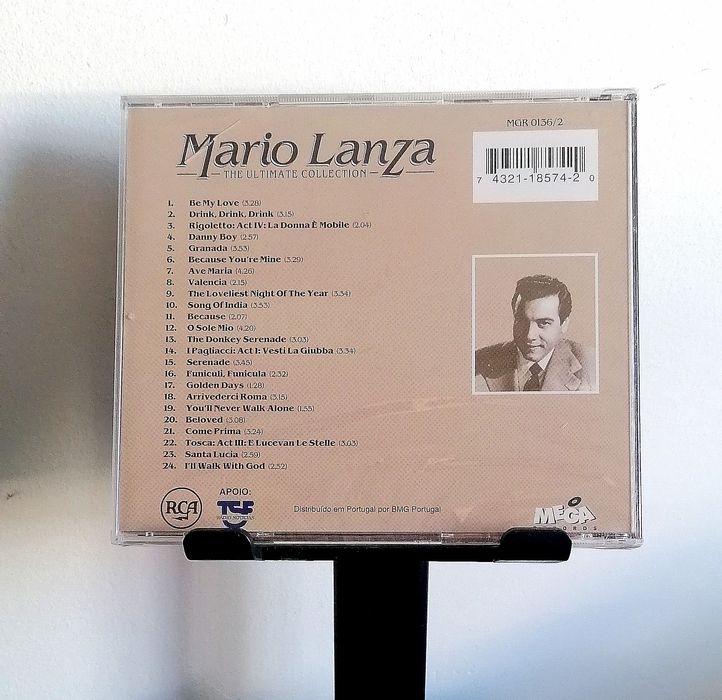 MGR 0136/2
Mario Lanza
THE ULTIMATE COLLECTION
7 4321-18574-2 0
1. Be My Love (3.28)
2. Drink, Drink, Drink (3.15)
3. Rigoletto: Act IV: La Donna È Mobile (2.04)
4. Danny Boy (2.57)
5. Granada (3.53)
6. Because You're Mine (3.29)
7. Ave Maria (4.26)
8. Valencia (2.15)
9. The Loveliest Night Of The Year (3.34)
10. Song Of India (3.53)
11. Because (2.07)
12. O Sole Mio (4.20)
13. The Donkey Serenade (3.03)
14. I Pagliacci: Act I: Vesti La Giubba (3.34)
15. Serenade (3.45)
16. Funiculi, Funicula (2.32)
17. Golden Days (1.28)
18. Arrivederci Roma (3.15)
19. You'll Never Walk Alone (1.55)
20. Beloved (3.08)
21. Come Prima (3.24)
22. Tosca: Act III: E Lucevan Le Stelle (3.03)
23. Santa Lucia (2.59)
24. I'll Walk With God (2.52)
RCA
APOIO:
TSF
RÁDIO NOTÍCIAS
Distribuído em Portugal por BMG Portugal
MEGA
RECORDS